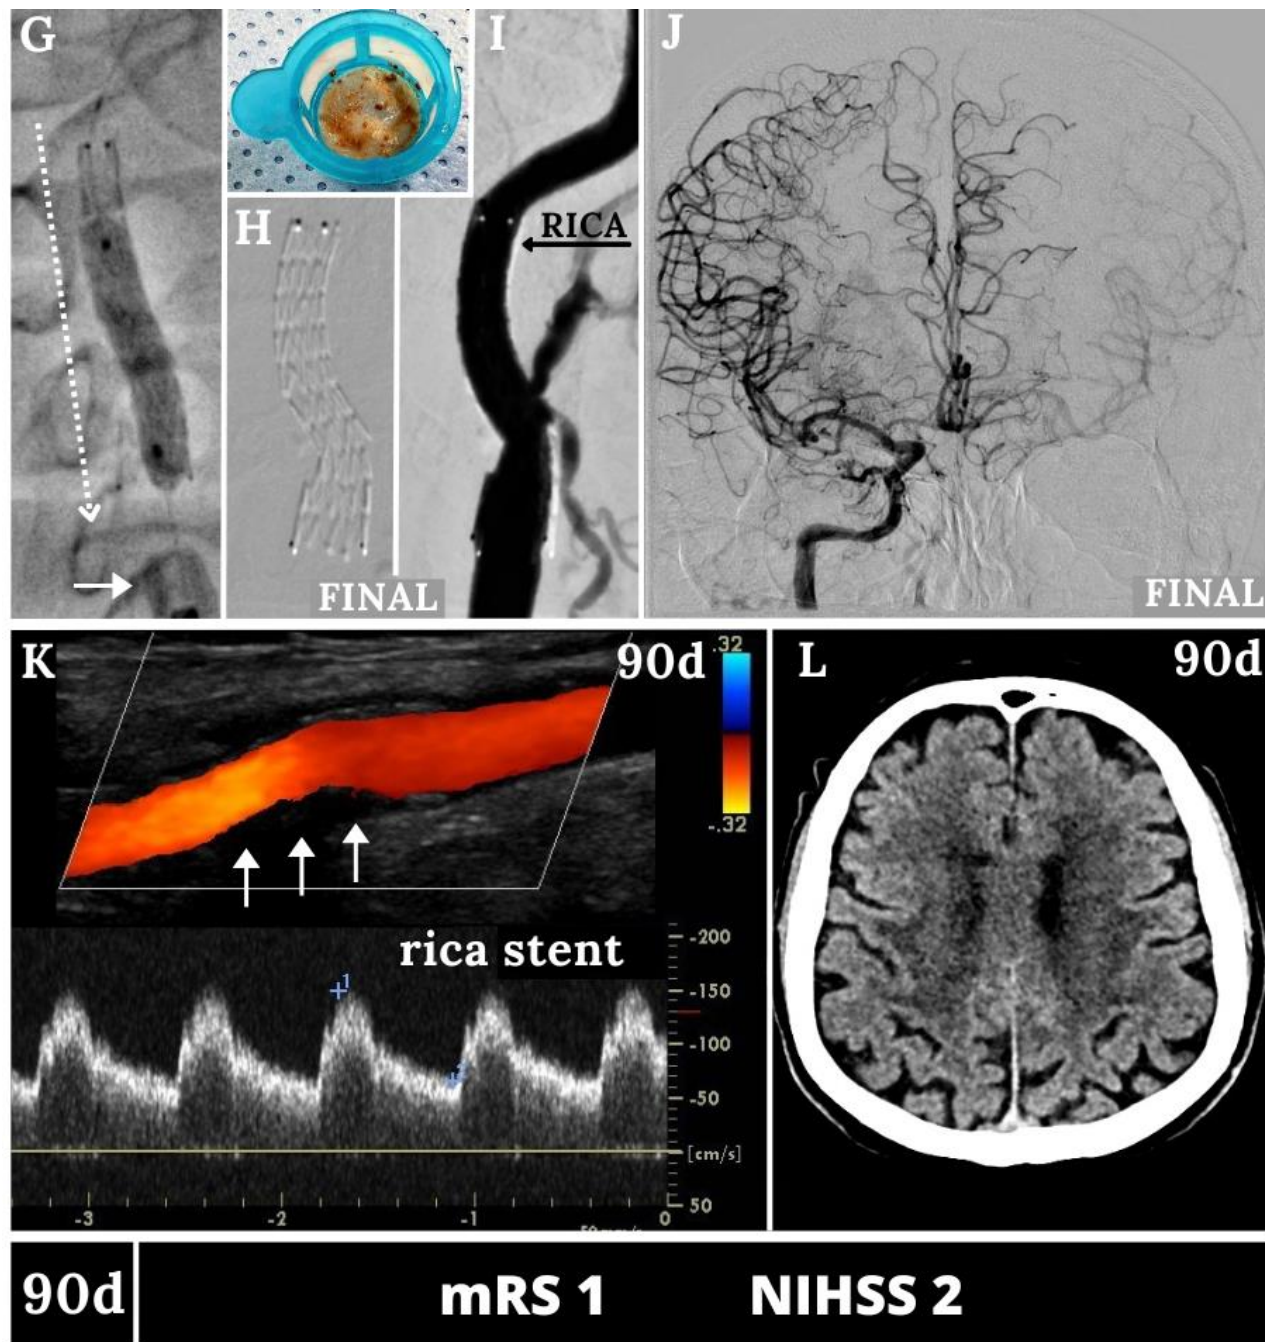 G
I
J
H
RICA
FINAL
FINAL
K
90d
.32
-.32
L
90d
rica stent
1
-200
-150
-100
-50
[cm/s]
50
-3
-2
-1
0
90d
mRS 1
NIHSS 2